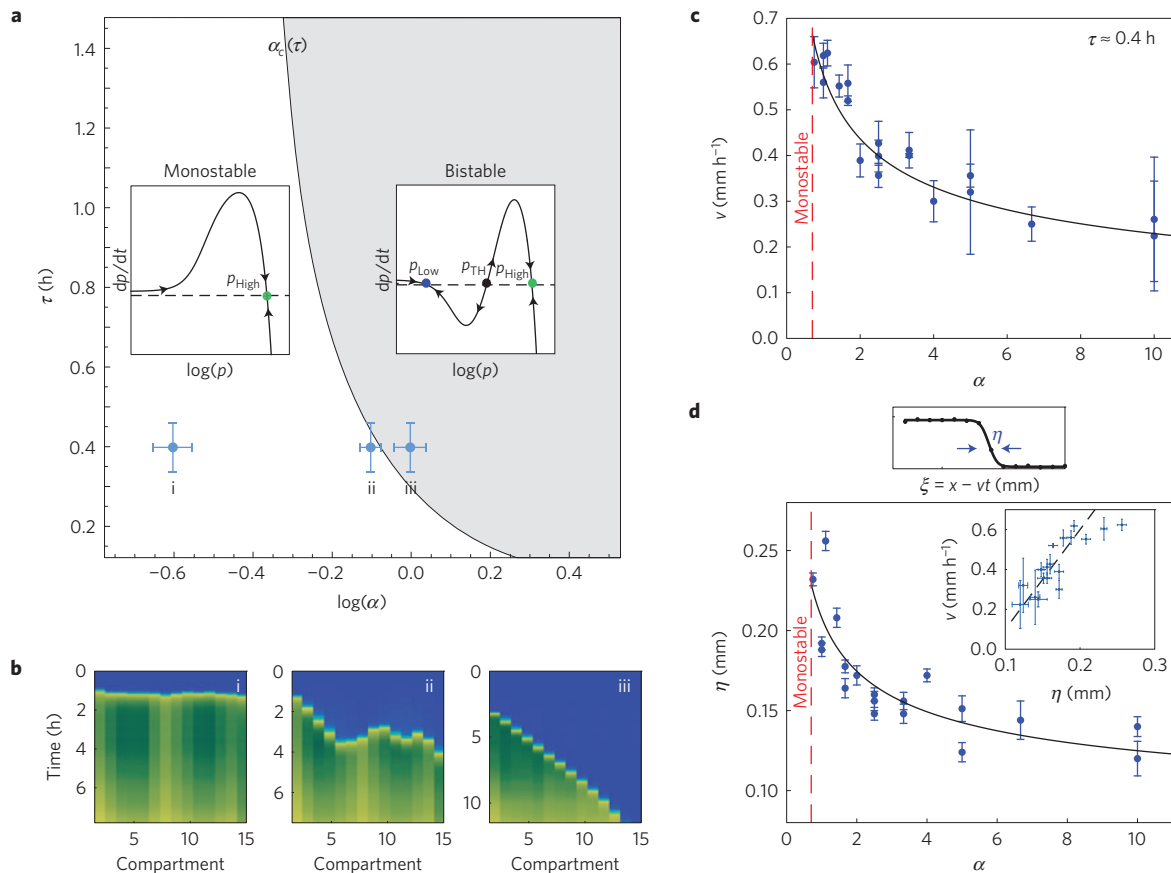 a
α_c(τ)
1.4
1.2
1.0
0.8
0.6
0.4
0.2
τ (h)
Monostable
dp/dt
p_High
log(p)
Bistable
dp/dt
p_Low
p_TH
p_High
log(p)
i
ii
iii
−0.6
−0.4
−0.2
0.0
0.2
0.4
log(α)
b
0
2
4
6
Time (h)
i
5
10
15
Compartment
0
2
4
6
ii
5
10
15
Compartment
0
5
10
iii
5
10
15
Compartment
c
τ ≈ 0.4 h
0.7
0.6
0.5
0.4
0.3
0.2
0.1
0.0
v (mm h⁻¹)
Monostable
0
2
4
6
8
10
α
d
η
ξ = x − vt (mm)
0.25
0.20
0.15
0.10
η (mm)
Monostable
0.6
0.4
0.2
0
v (mm h⁻¹)
0.1
0.2
0.3
η (mm)
0
2
4
6
8
10
α